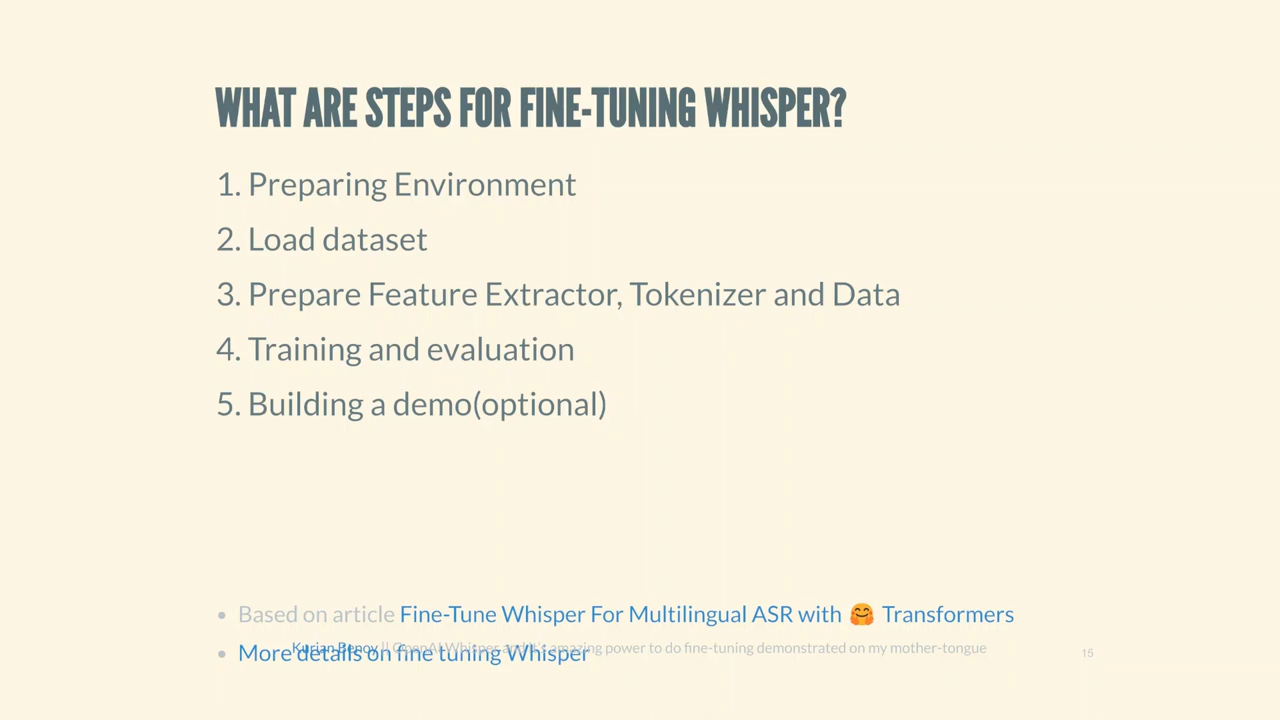 WHAT ARE STEPS FOR FINE-TUNING WHISPER?
1. Preparing Environment
2. Load dataset
3. Prepare Feature Extractor, Tokenizer and Data
4. Training and evaluation
5. Building a demo(optional)
• Based on article Fine-Tune Whisper For Multilingual ASR with 🤗 Transformers
• More details on fine tuning Whisper
Kurian Benoy || OpenAI Whisper and it's amazing power to do fine-tuning demonstrated on my mother-tongue
15